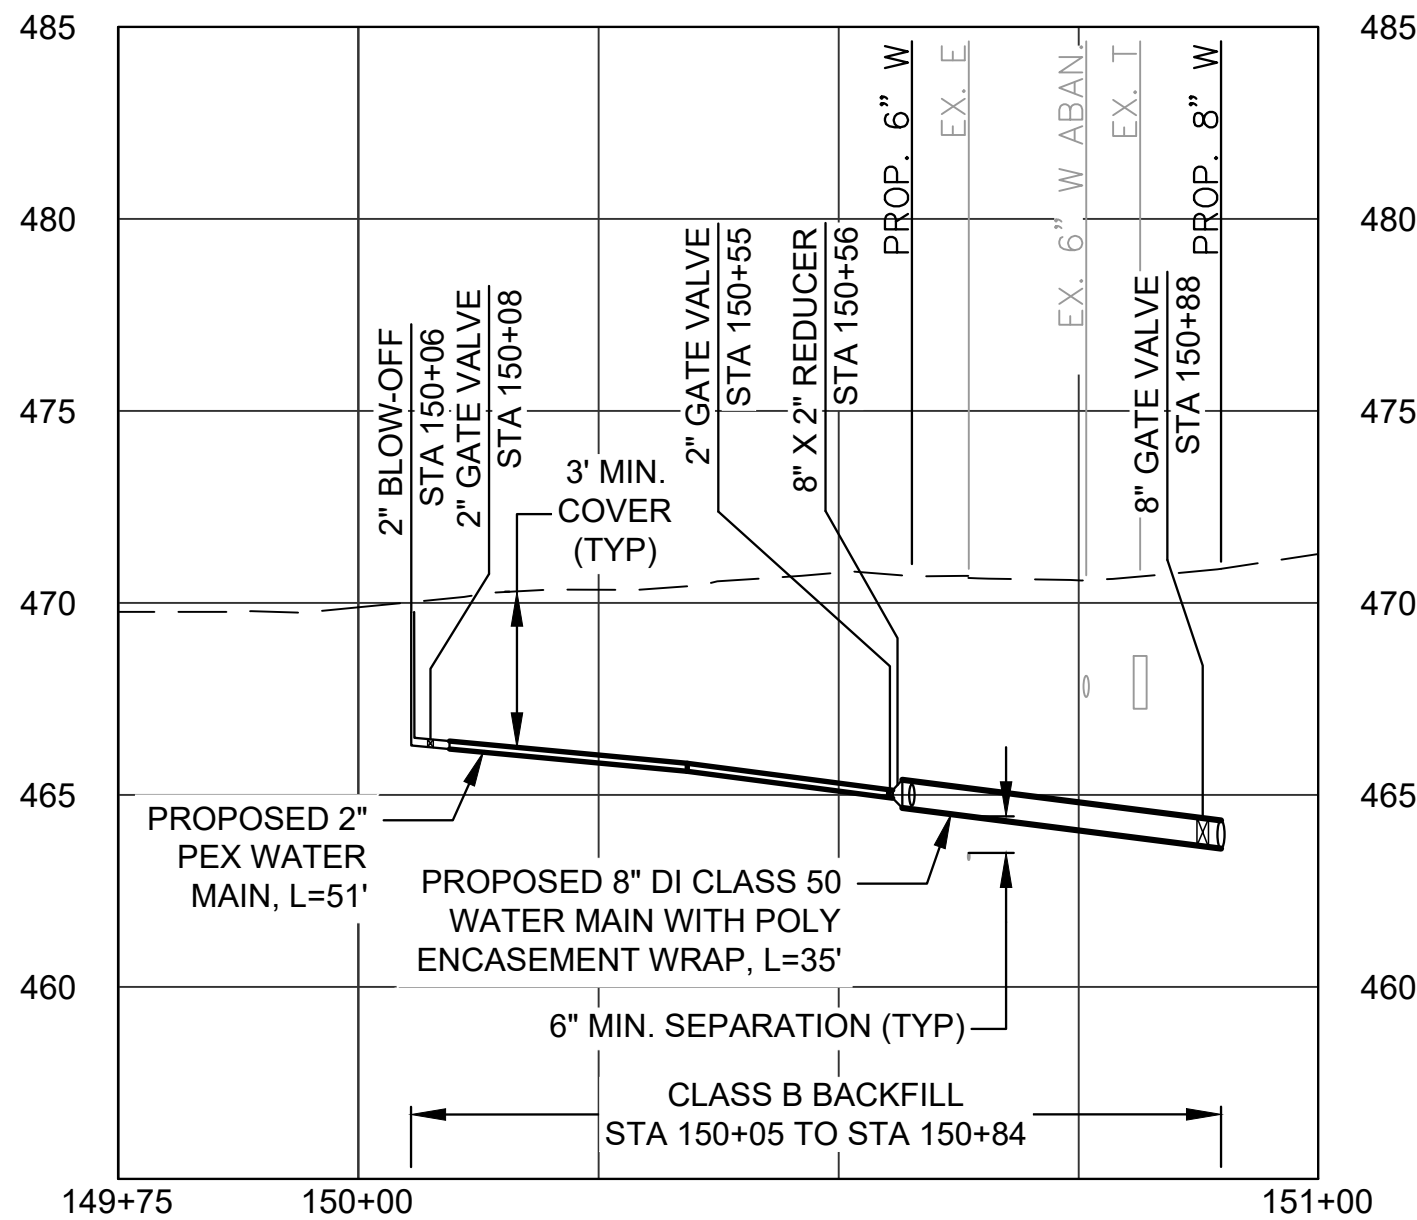 485
485
480
480
475
475
470
470
465
465
460
460
PROP. 6” W
EX. E
EX. 6” W ABAN.
EX. T
PROP. 8” W
2" BLOW-OFF
STA 150+06
2" GATE VALVE
STA 150+08
2" GATE VALVE
STA 150+55
8" X 2" REDUCER
STA 150+56
8" GATE VALVE
STA 150+88
3' MIN.
COVER
(TYP)
PROPOSED 2"
PEX WATER
MAIN, L=51'
PROPOSED 8" DI CLASS 50
WATER MAIN WITH POLY
ENCASEMENT WRAP, L=35'
6" MIN. SEPARATION (TYP)
CLASS B BACKFILL
STA 150+05 TO STA 150+84
149+75
150+00
151+00